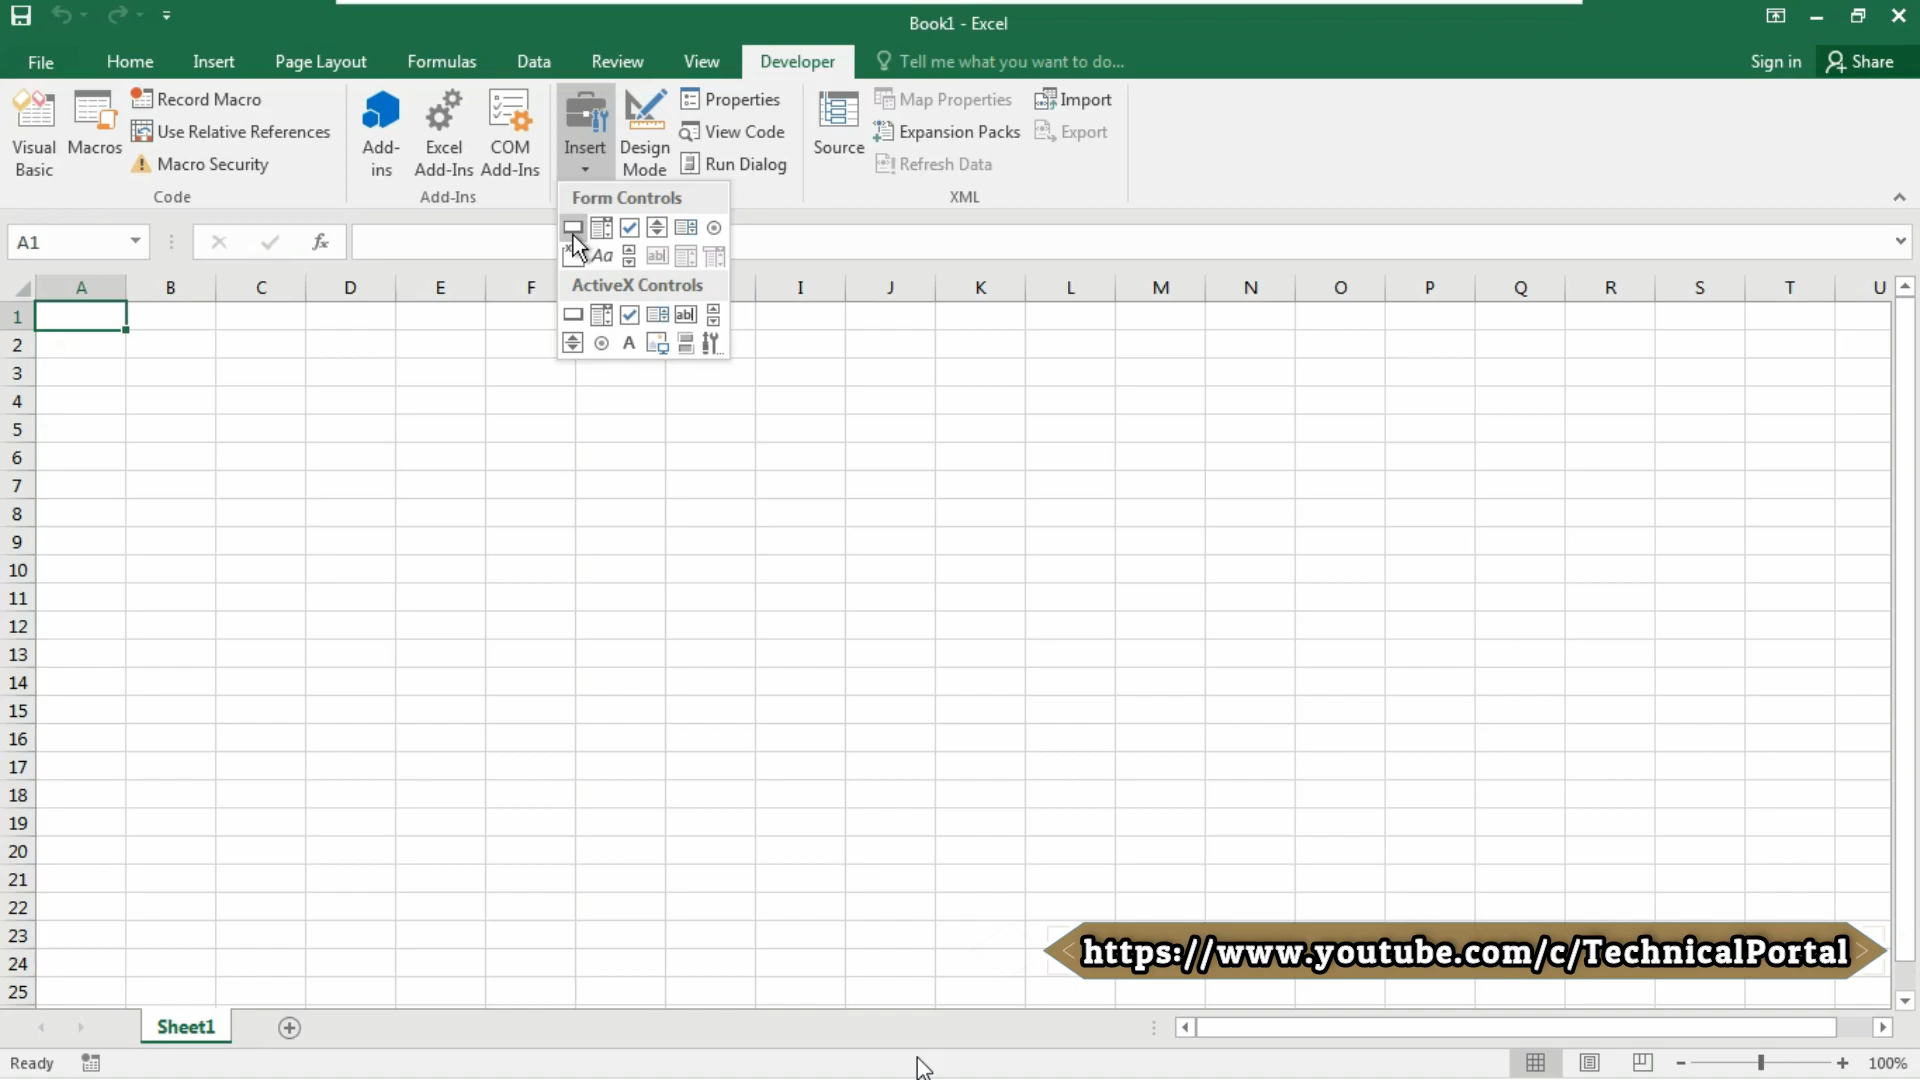 Book1 - Excel
File Home Insert Page Layout Formulas Data Review View Developer Tell me what you want to do... Sign in Share
Visual Basic
Macros
Record Macro
Use Relative References
Macro Security
Code
Add-ins
Excel Add-Ins
COM Add-Ins
Add-Ins
Insert
Design Mode
Properties
View Code
Run Dialog
Source
Map Properties
Expansion Packs
Refresh Data
Import
Export
XML
Form Controls
Aa
ab|
ActiveX Controls
ab|
A
A1
fx
A B C D E F I J K L M N O P Q R S T U
1
2
3
4
5
6
7
8
9
10
11
12
13
14
15
16
17
18
19
20
21
22
23
24
25
https://www.youtube.com/c/TechnicalPortal
Sheet1
Ready
100%